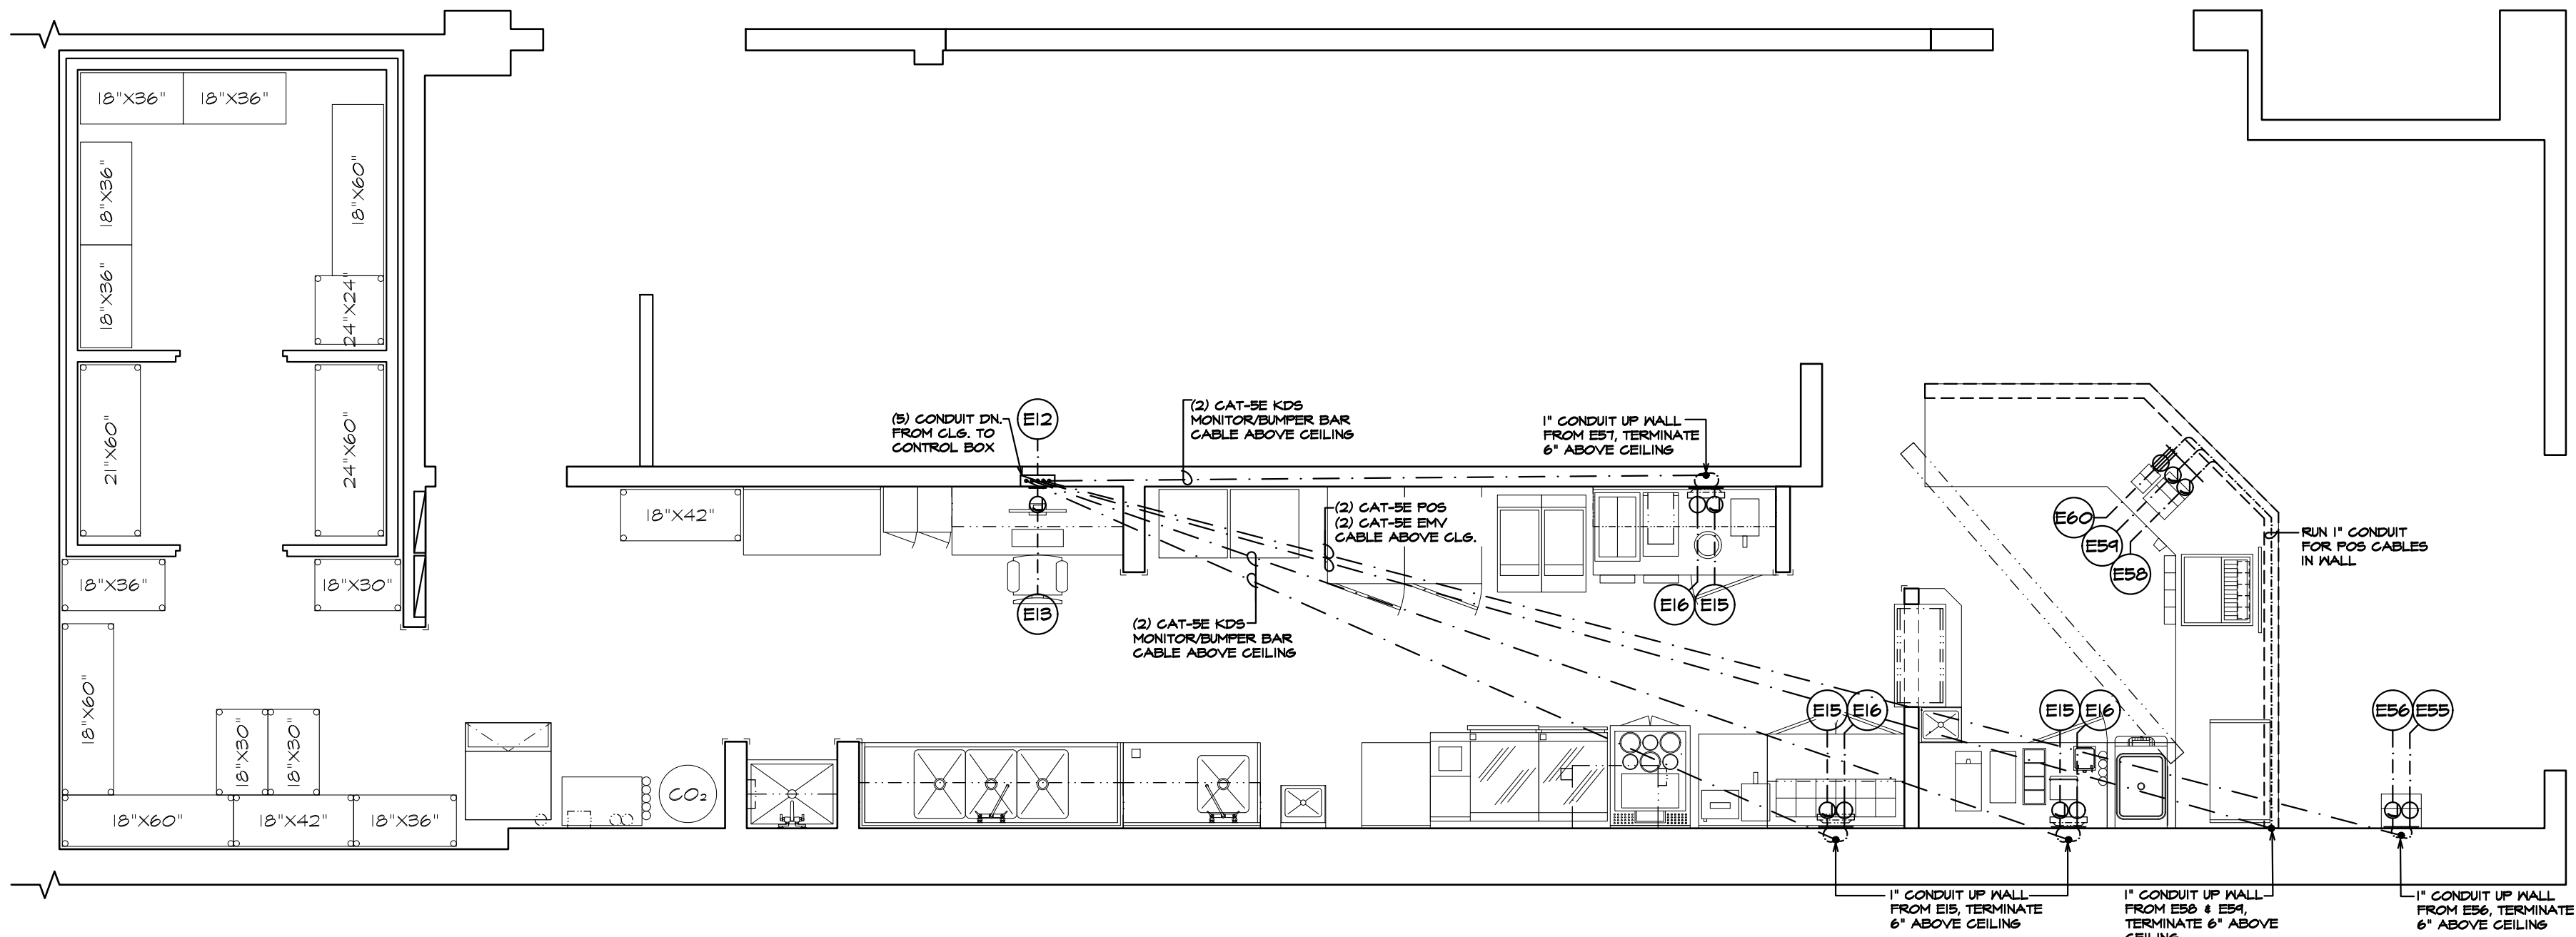 18"X36"
18"X36"
18"X60"
18"X36"
18"X36"
24"X24"
21"X60"
24"X60"
18"X36"
18"X30"
18"X60"
18"X30"
18"X30"
18"X60"
18"X42"
18"X36"
CO2
18"X42"
(5) CONDUIT DN.
FROM CLG. TO
CONTROL BOX
E12
E13
(2) CAT-5E KDS
MONITOR/BUMPER BAR
CABLE ABOVE CEILING
(2) CAT-5E POS
(2) CAT-5E EMV
CABLE ABOVE CLG.
(2) CAT-5E KDS
MONITOR/BUMPER BAR
CABLE ABOVE CEILING
1" CONDUIT UP WALL
FROM E57, TERMINATE
6" ABOVE CEILING
E16
E15
E60
E59
E58
RUN 1" CONDUIT
FOR POS CABLES
IN WALL
E15
E16
E15
E16
E56
E55
1" CONDUIT UP WALL
FROM E15, TERMINATE
6" ABOVE CEILING
1" CONDUIT UP WALL
FROM E58 & E59,
TERMINATE 6" ABOVE
CEILING
1" CONDUIT UP WALL
FROM E56, TERMINATE
6" ABOVE CEILING